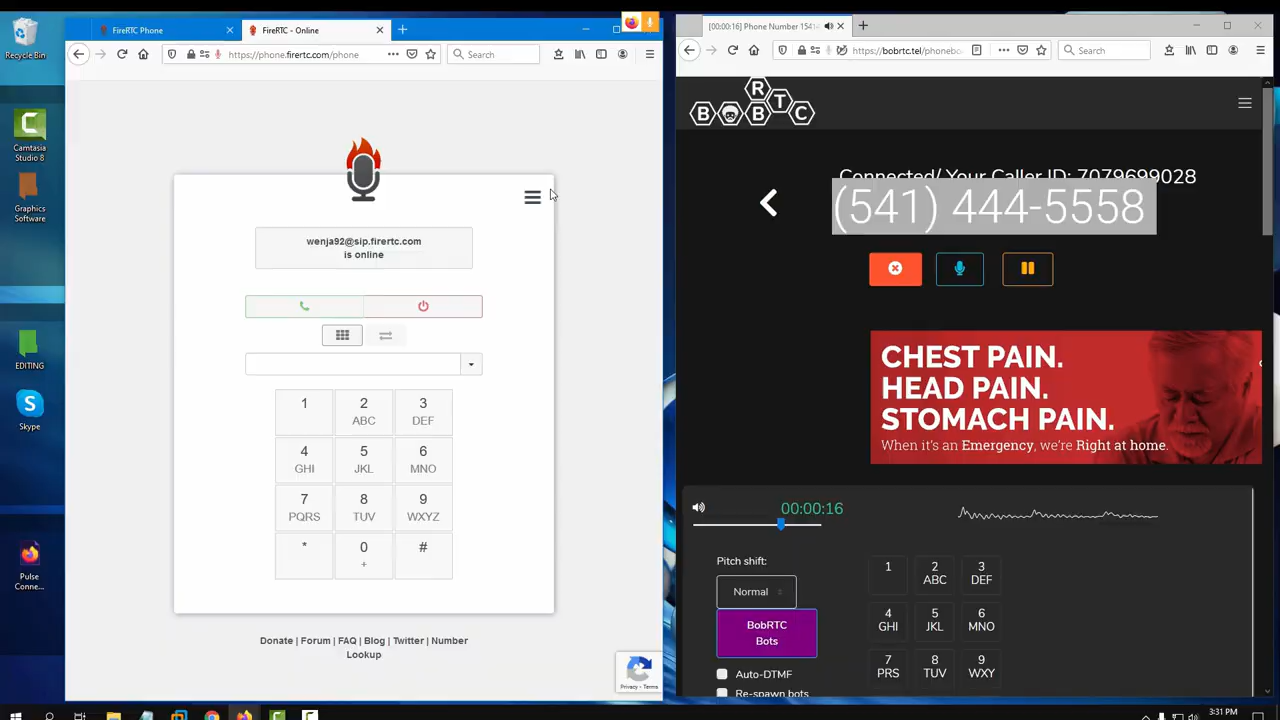 Recycle Bin
Camtasia
Studio 8
Graphics
Software
EDITING
Skype
Pulse
Conne...
FireRTC Phone
FireRTC - Online
https://phone.firertc.com/phone
Search
wenja92@sip.firertc.com
is online
1
2
ABC
3
DEF
4
GHI
5
JKL
6
MNO
7
PQRS
8
TUV
9
WXYZ
*
0
+
#
Donate | Forum | FAQ | Blog | Twitter | Number
Lookup
Privacy - Terms
[00:00:16] Phone Number 1541-
https://bobrtc.tel/phonebo
Search
BOB RTC
Connected/ Your Caller ID: 7079699028
(541) 444-5558
CHEST PAIN.
HEAD PAIN.
STOMACH PAIN.
When it's an Emergency, we're Right at home.
00:00:16
Pitch shift:
Normal
BobRTC
Bots
Auto-DTMF
Re-spawn bots
1
2
ABC
3
DEF
4
GHI
5
JKL
6
MNO
7
PRS
8
TUV
9
WXY
3:31 PM